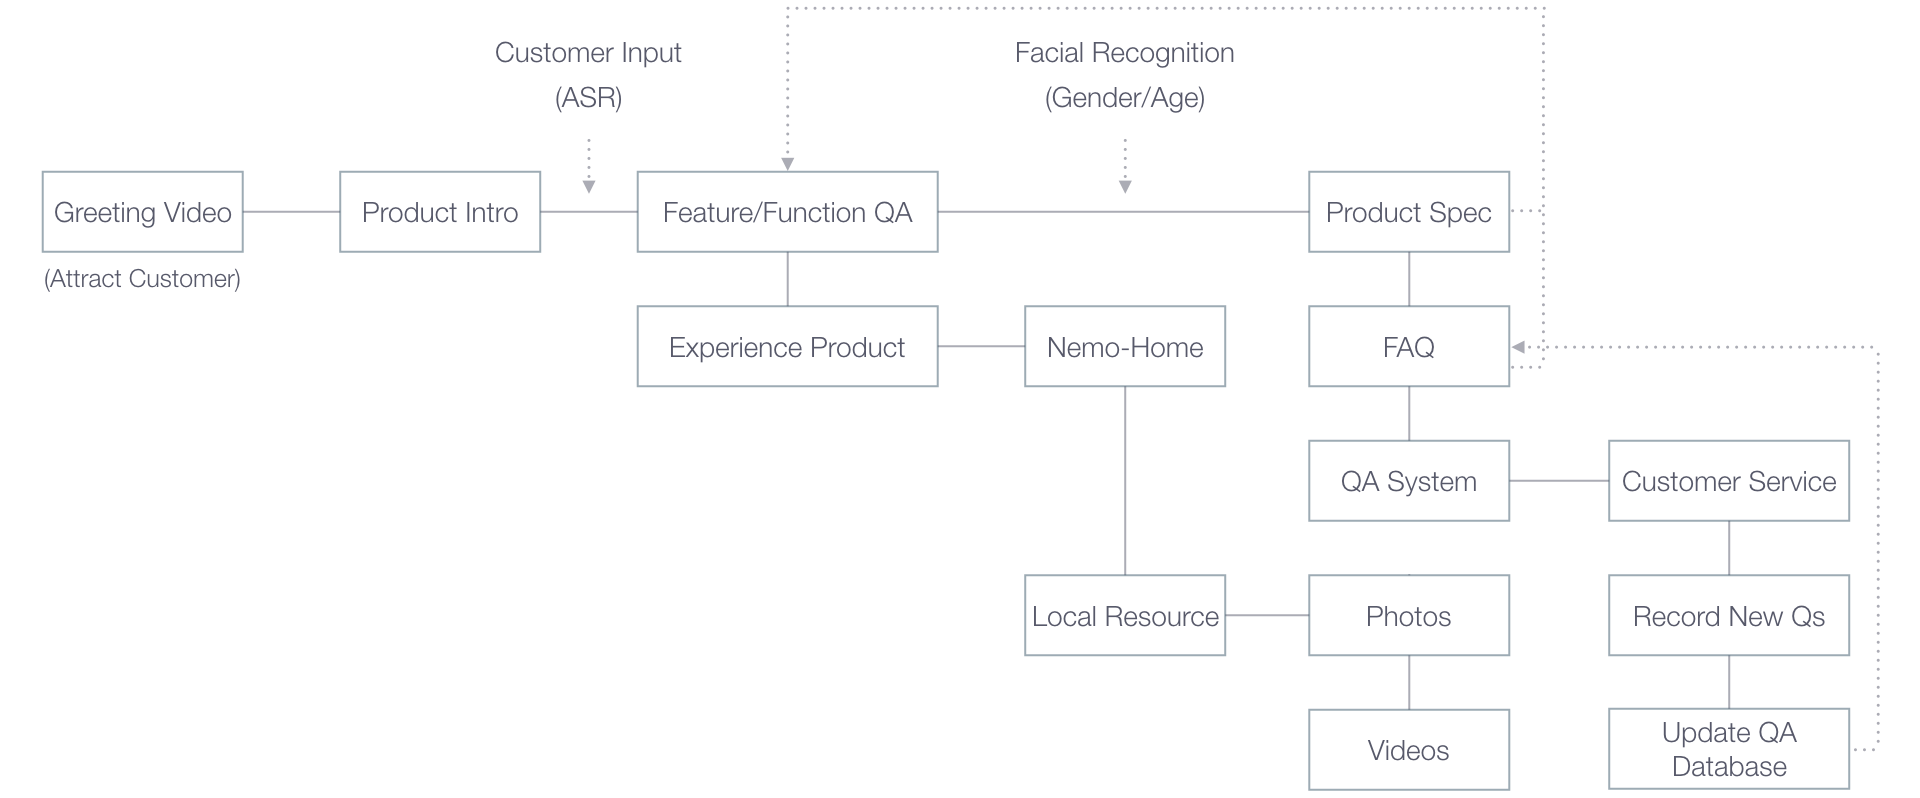 Customer Input
(ASR)
Facial Recognition
(Gender/Age)
Greeting Video
Product Intro
Feature/Function QA
Product Spec
(Attract Customer)
Experience Product
Nemo-Home
FAQ
QA System
Customer Service
Local Resource
Photos
Record New Qs
Videos
Update QA
Database